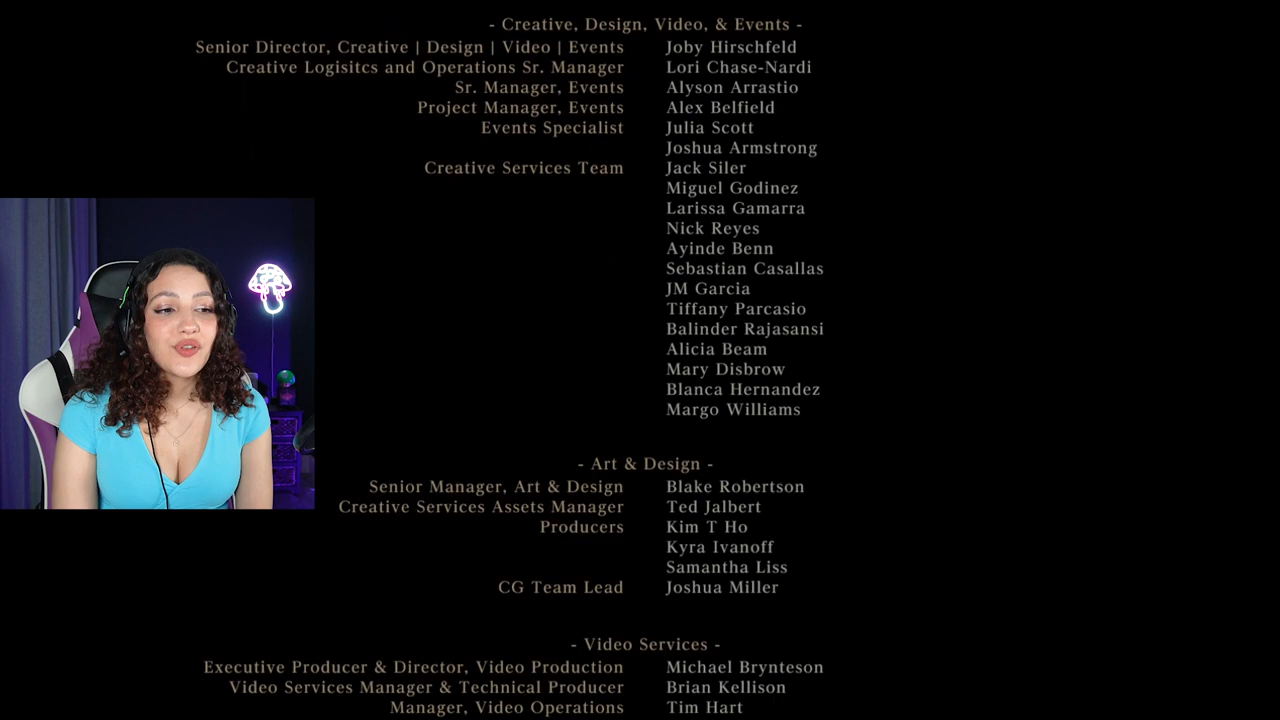 - Creative, Design, Video, & Events -
Senior Director, Creative | Design | Video | Events Joby Hirschfeld
Creative Logisitcs and Operations Sr. Manager Lori Chase-Nardi
Sr. Manager, Events Alyson Arrastio
Project Manager, Events Alex Belfield
Events Specialist Julia Scott
Joshua Armstrong
Creative Services Team Jack Siler
Miguel Godinez
Larissa Gamarra
Nick Reyes
Ayinde Benn
Sebastian Casallas
JM Garcia
Tiffany Parcasio
Balinder Rajasansi
Alicia Beam
Mary Disbrow
Blanca Hernandez
Margo Williams
- Art & Design -
Senior Manager, Art & Design Blake Robertson
Creative Services Assets Manager Ted Jalbert
Producers Kim T Ho
Kyra Ivanoff
Samantha Liss
CG Team Lead Joshua Miller
- Video Services -
Executive Producer & Director, Video Production Michael Brynteson
Video Services Manager & Technical Producer Brian Kellison
Manager, Video Operations Tim Hart